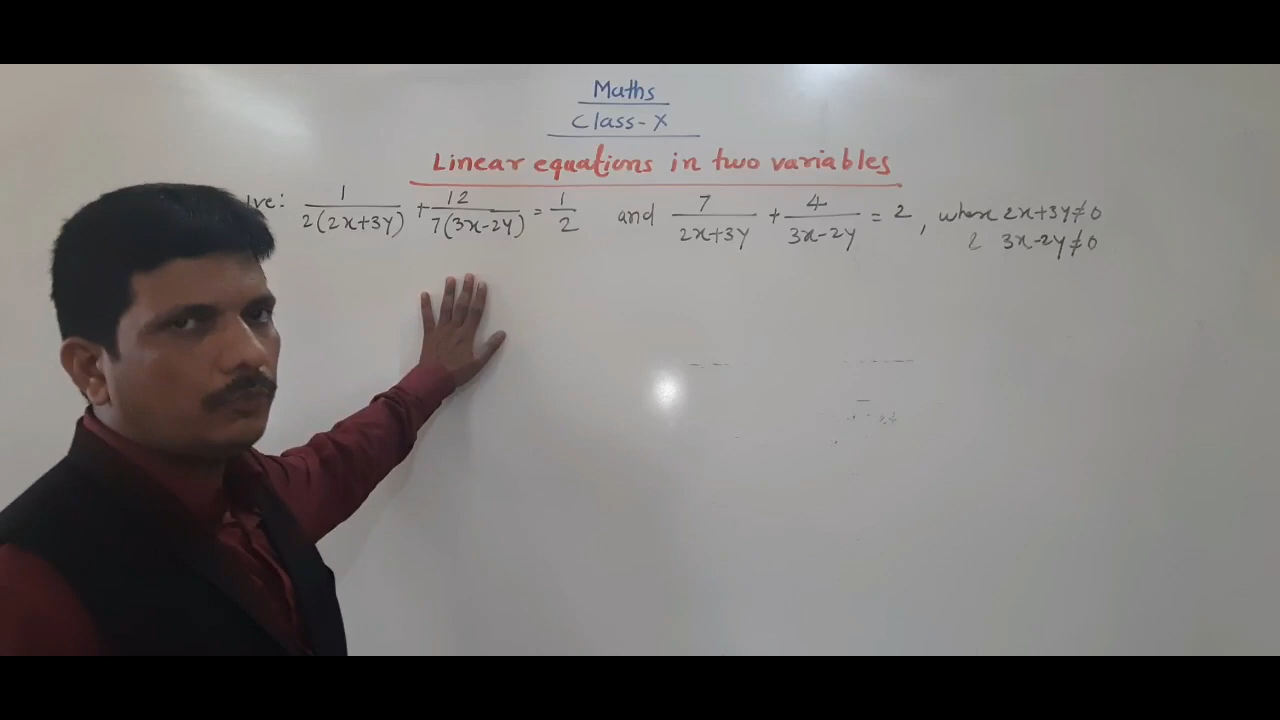 Maths
Class-X
Linear equations in two variables
lve: 1/2(2x+3y) + 12/7(3x-2y) = 1/2 and 7/2x+3y + 4/3x-2y = 2, where 2x+3y≠0
& 3x-2y≠0